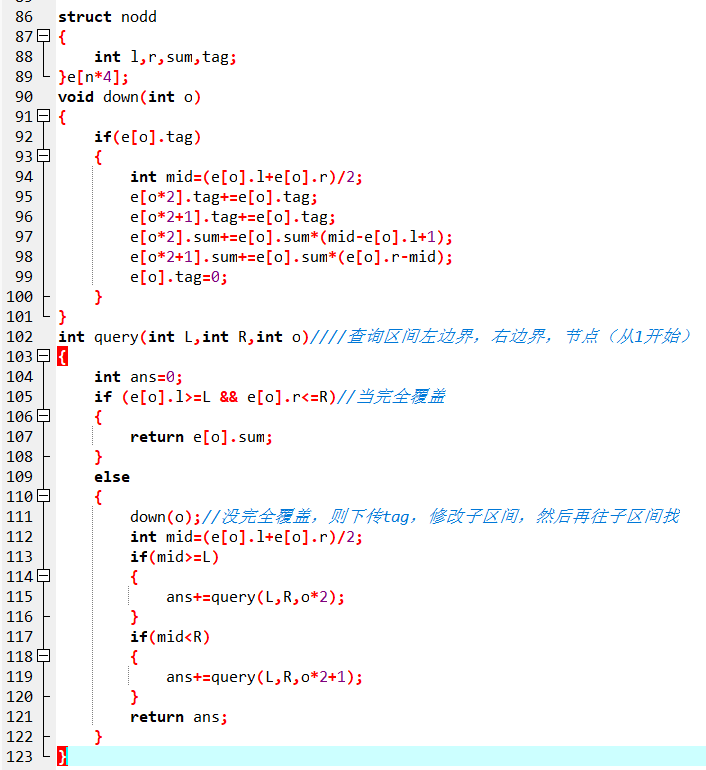 86 struct nodd
87 {
88 int l,r,sum,tag;
89 }e[n*4];
90 void down(int o)
91 {
92 if(e[o].tag)
93 {
94 int mid=(e[o].l+e[o].r)/2;
95 e[o*2].tag+=e[o].tag;
96 e[o*2+1].tag+=e[o].tag;
97 e[o*2].sum+=e[o].sum*(mid-e[o].l+1);
98 e[o*2+1].sum+=e[o].sum*(e[o].r-mid);
99 e[o].tag=0;
100 }
101 }
102 int query(int L,int R,int o)////查询区间左边界，右边界，节点（从1开始）
103 {
104 int ans=0;
105 if (e[o].l>=L && e[o].r<=R)//当完全覆盖
106 {
107 return e[o].sum;
108 }
109 else
110 {
111 down(o);//没完全覆盖，则下传tag，修改子区间，然后再往子区间找
112 int mid=(e[o].l+e[o].r)/2;
113 if(mid>=L)
114 {
115 ans+=query(L,R,o*2);
116 }
117 if(mid<R)
118 {
119 ans+=query(L,R,o*2+1);
120 }
121 return ans;
122 }
123 }